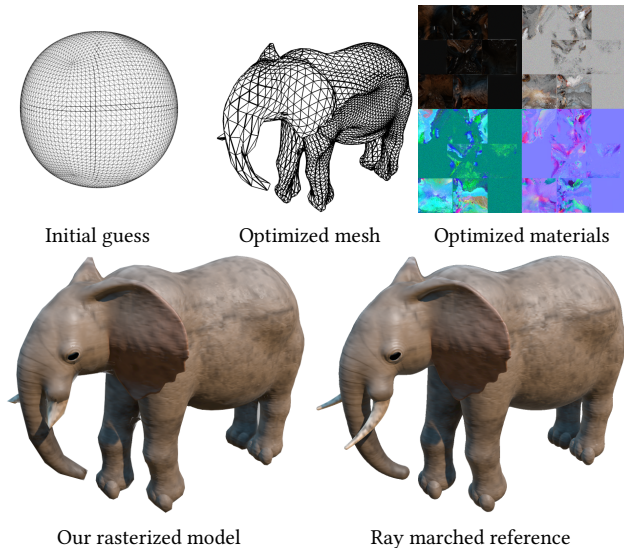 Initial guess
Optimized mesh
Optimized materials
Our rasterized model
Ray marched reference